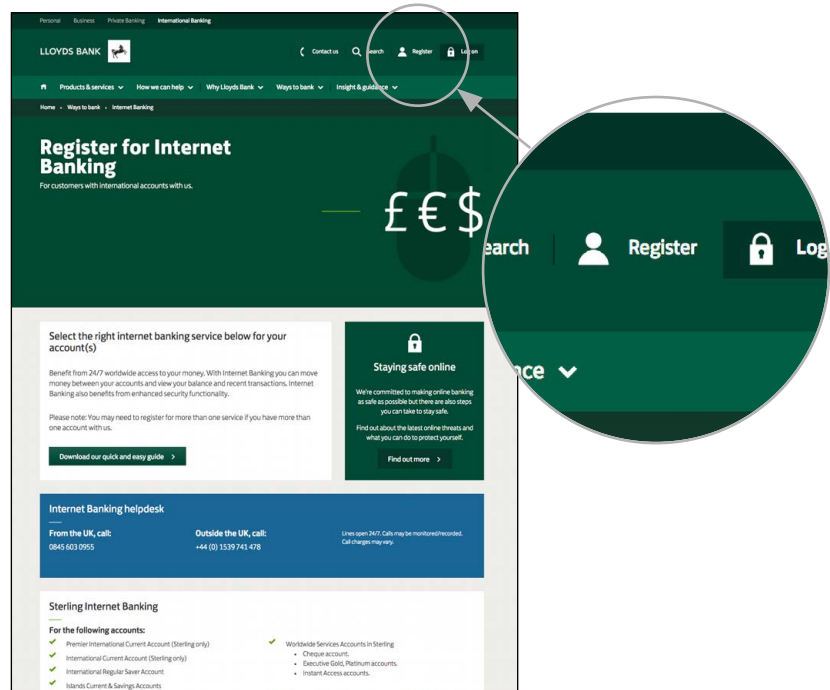 Personal Business Private Banking International Banking
LLOYDS BANK
Contact us Search Register Log on
Products & services How we can help Why Lloyds Bank Ways to bank Insight & guidance
Home Ways to bank Internet Banking
Register for Internet
Banking
For customers with international accounts with us.
£ € $
earch Register Log
nce
Select the right internet banking service below for your
account(s)
Benefit from 24/7 worldwide access to your money. With Internet Banking you can move
money between your accounts and view your balance and recent transactions. Internet
Banking also benefits from enhanced security functionality.
Please note: You may need to register for more than one service if you have more than
one account with us.
Download our quick and easy guide >
Staying safe online
We're committed to making online banking
as safe as possible but there are also steps
you can take to stay safe.
Find out about the latest online threats and
what you can do to protect yourself.
Find out more >
Internet Banking helpdesk
From the UK, call:
0845 603 0955
Outside the UK, call:
+44 (0) 1539 741 478
Lines open 24/7. Calls may be monitored/recorded.
Call charges may vary.
Sterling Internet Banking
For the following accounts:
Premier International Current Account (Sterling only)
International Current Account (Sterling only)
International Regular Saver Account
Islands Current & Savings Accounts
Worldwide Services Accounts in Sterling
• Cheque account.
• Executive Gold, Platinum accounts.
• Instant Access accounts.